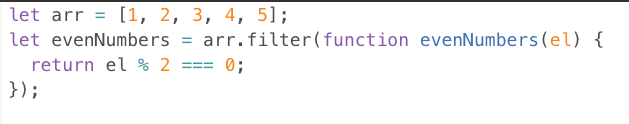 let arr = [1, 2, 3, 4, 5];
let evenNumbers = arr.filter(function evenNumbers(el) {
  return el % 2 === 0;
});